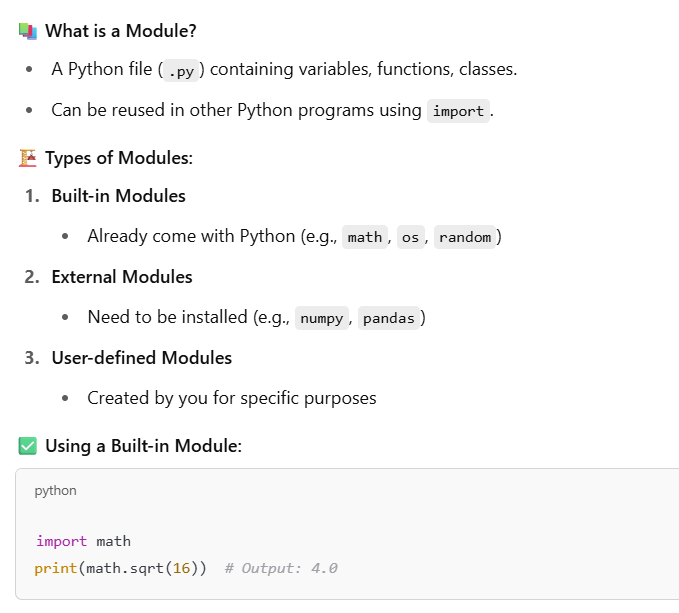 📚 What is a Module?
• A Python file (.py) containing variables, functions, classes.
• Can be reused in other Python programs using import.
🏗️ Types of Modules:
1. Built-in Modules
• Already come with Python (e.g., math, os, random)
2. External Modules
• Need to be installed (e.g., numpy, pandas)
3. User-defined Modules
• Created by you for specific purposes
✅ Using a Built-in Module:
python
import math
print(math.sqrt(16))  # Output: 4.0